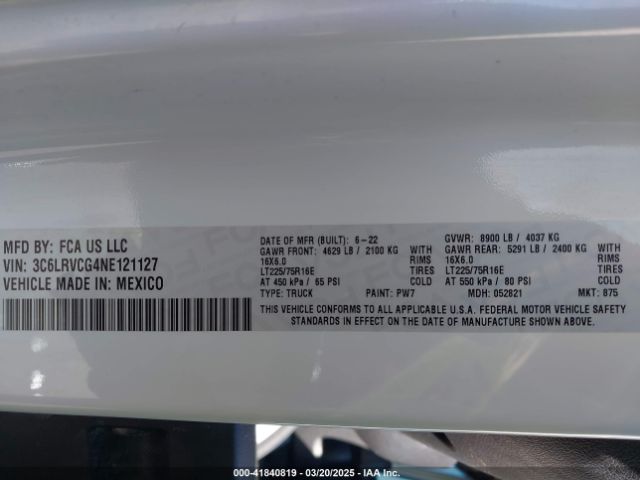 MFD BY: FCA US LLC
VIN: 3C6LRVCG4NE121127
VEHICLE MADE IN: MEXICO
DATE OF MFR (BUILT): 6-22
GAWR FRONT: 4629 LB / 2100 KG WITH
16X6.0 RIMS
LT225/75R16E TIRES
AT 450 kPa / 65 PSI COLD
TYPE: TRUCK PAINT: PW7
GVWR: 8900 LB / 4037 KG
GAWR REAR: 5291 LB / 2400 KG WITH
16X6.0 RIMS
LT225/75R16E TIRES
AT 550 kPa / 80 PSI COLD
MDH: 052821 MKT: 875
THIS VEHICLE CONFORMS TO ALL APPLICABLE U.S.A. FEDERAL MOTOR VEHICLE SAFETY
STANDARDS IN EFFECT ON THE DATE OF MANUFACTURE SHOWN ABOVE.
000-41840819 — 03/20/2025 — IAA Inc.